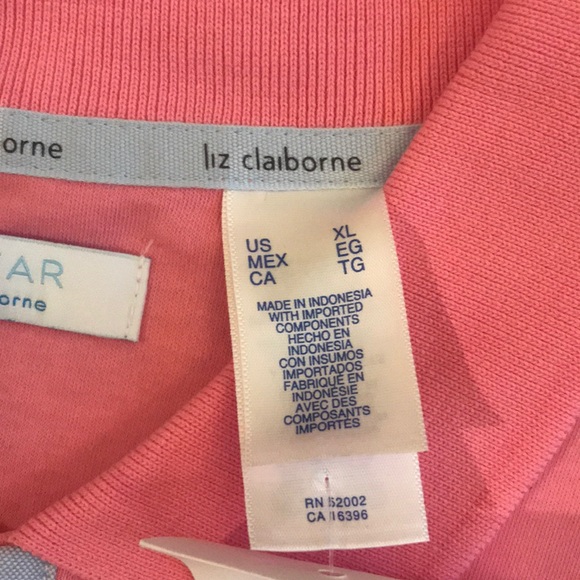 orne liz claiborne
AR
orne
US XL
MEX EG
CA TG
MADE IN INDONESIA
WITH IMPORTED
COMPONENTS
HECHO EN
INDONESIA
CON INSUMOS
IMPORTADOS
FABRIQUÉ EN
INDONÉSIE
AVEC DES
COMPOSANTS
IMPORTÉS
RN 52002
CA 16396